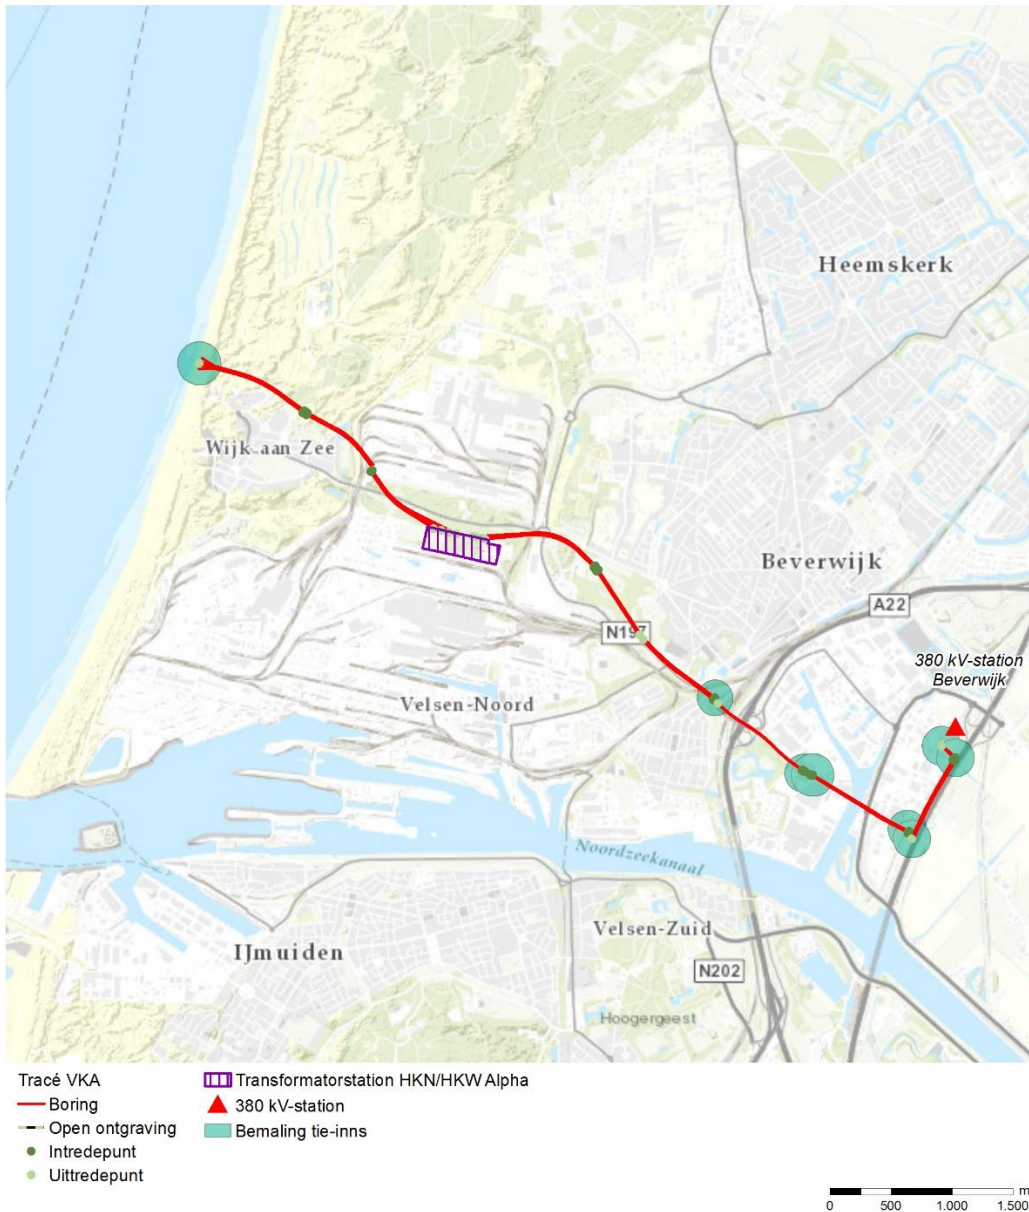 Heemskerk
Wijk aan Zee
Beverwijk
A22
N197
380 kV-station
Beverwijk
Velsen-Noord
Noordzeekanaal
Velsen-Zuid
IJmuiden
N202
Hoogergeest
Tracé VKA
Boring
Open ontgraving
Intredepunt
Uittredepunt
Transformatorstation HKN/HKW Alpha
380 kV-station
Bemaling tie-inns
m
0 500 1.000 1.500